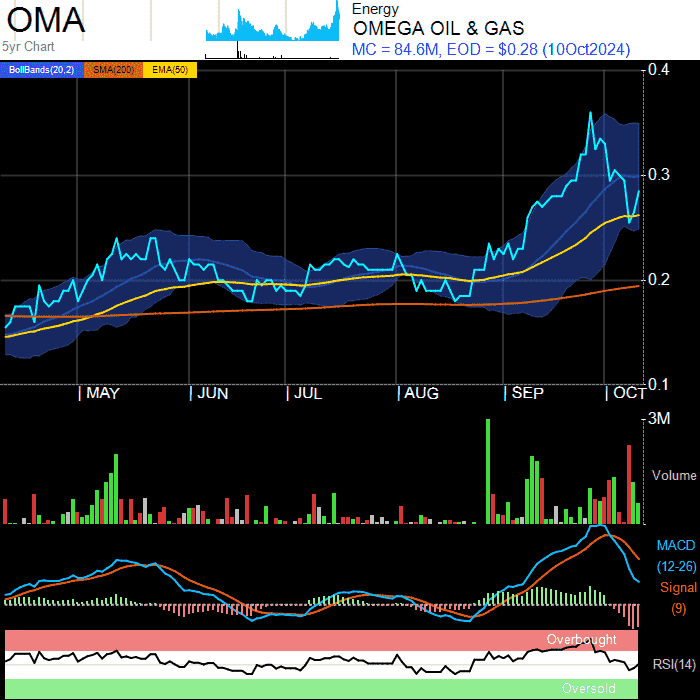 OMA
5yr Chart
Energy
OMEGA OIL & GAS
MC = 84.6M, EOD = $0.28 (10Oct2024)
BollBands(20,2) SMA(200) EMA(50)
0.4
0.3
0.2
0.1
MAY JUN JUL AUG SEP OCT
3M
Volume
MACD
(12-26)
Signal
(9)
Overbought
RSI(14)
Oversold